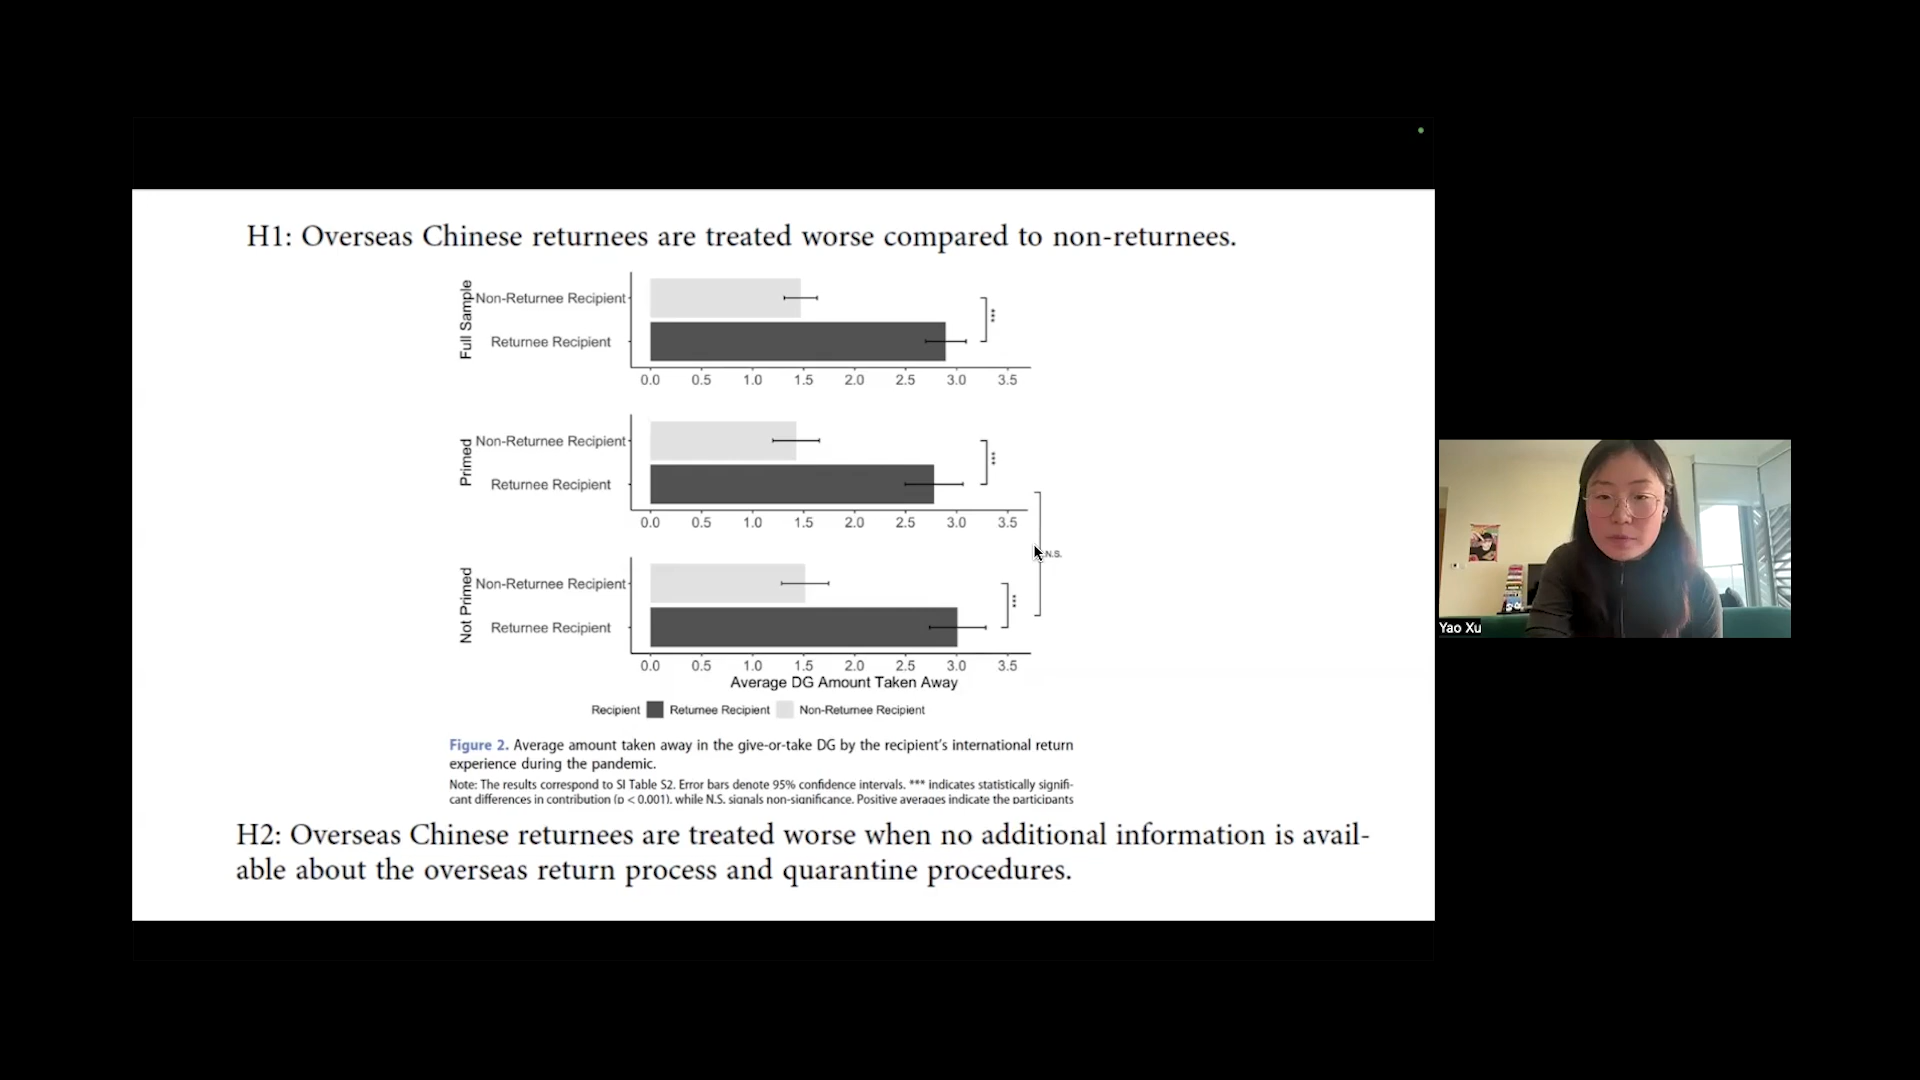 H1: Overseas Chinese returnees are treated worse compared to non-returnees.
Full Sample
Non-Returnee Recipient
Returnee Recipient
***
0.0 0.5 1.0 1.5 2.0 2.5 3.0 3.5
Primed
Non-Returnee Recipient
Returnee Recipient
***
0.0 0.5 1.0 1.5 2.0 2.5 3.0 3.5
N.S.
Not Primed
Non-Returnee Recipient
Returnee Recipient
***
0.0 0.5 1.0 1.5 2.0 2.5 3.0 3.5
Average DG Amount Taken Away
Recipient Returnee Recipient Non-Returnee Recipient
Figure 2. Average amount taken away in the give-or-take DG by the recipient's international return
experience during the pandemic.
Note: The results correspond to SI Table S2. Error bars denote 95% confidence intervals. *** indicates statistically signifi-
cant differences in contribution (p < 0.001), while N.S. signals non-significance. Positive averages indicate the participants
H2: Overseas Chinese returnees are treated worse when no additional information is avail-
able about the overseas return process and quarantine procedures.
Yao Xu